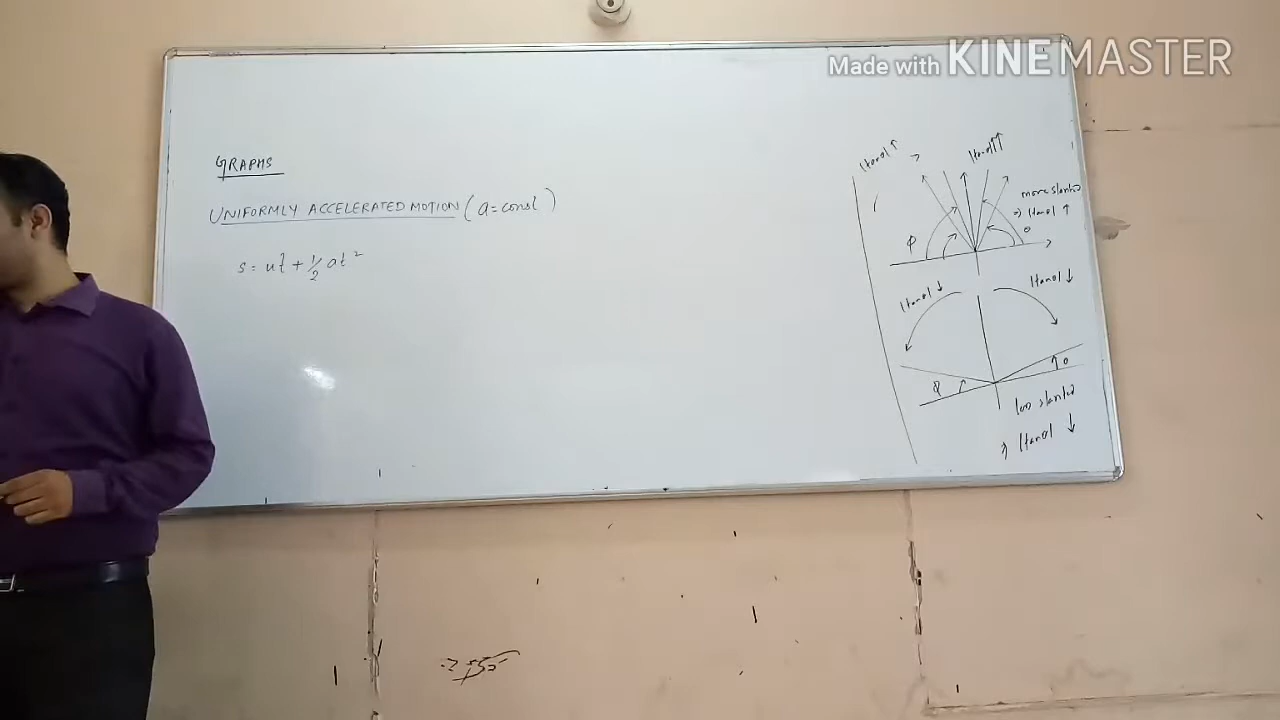 Made with KINEMASTER
GRAPHS
UNIFORMLY ACCELERATED MOTION (a = const)
s = ut + 1/2 at²
|tanθ| ↑
|tanθ| ↑
more slanted
⇒ |tanθ| ↑
θ
φ
|tanθ| ↓
|tanθ| ↓
φ
θ
less slanted
⇒ |tanθ| ↓